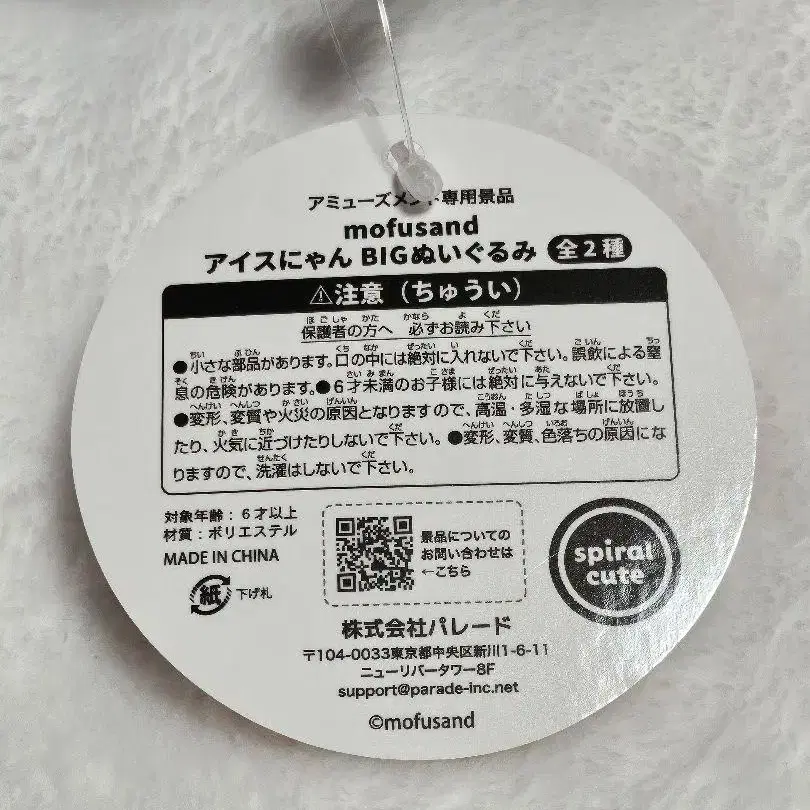 アミューズメント専用景品
mofusand
アイスにゃん BIGぬいぐるみ 全2種
⚠注意（ちゅうい）
保護者の方へ 必ずお読み下さい
●小さな部品があります。口の中には絶対に入れないで下さい。誤飲による窒
息の危険があります。●6才未満のお子様には絶対に与えないで下さい。
●変形、変質や火災の原因となりますので、高温・多湿な場所に放置し
たり、火気に近づけたりしないで下さい。●変形、変質、色落ちの原因にな
りますので、洗濯はしないで下さい。
対象年齢：6才以上
材質：ポリエステル
MADE IN CHINA
紙 下げ札
景品についての
お問い合わせは
←こちら
spiral
cute
株式会社パレード
〒104-0033東京都中央区新川1-6-11
ニューリバータワー8F
support@parade-inc.net
©mofusand